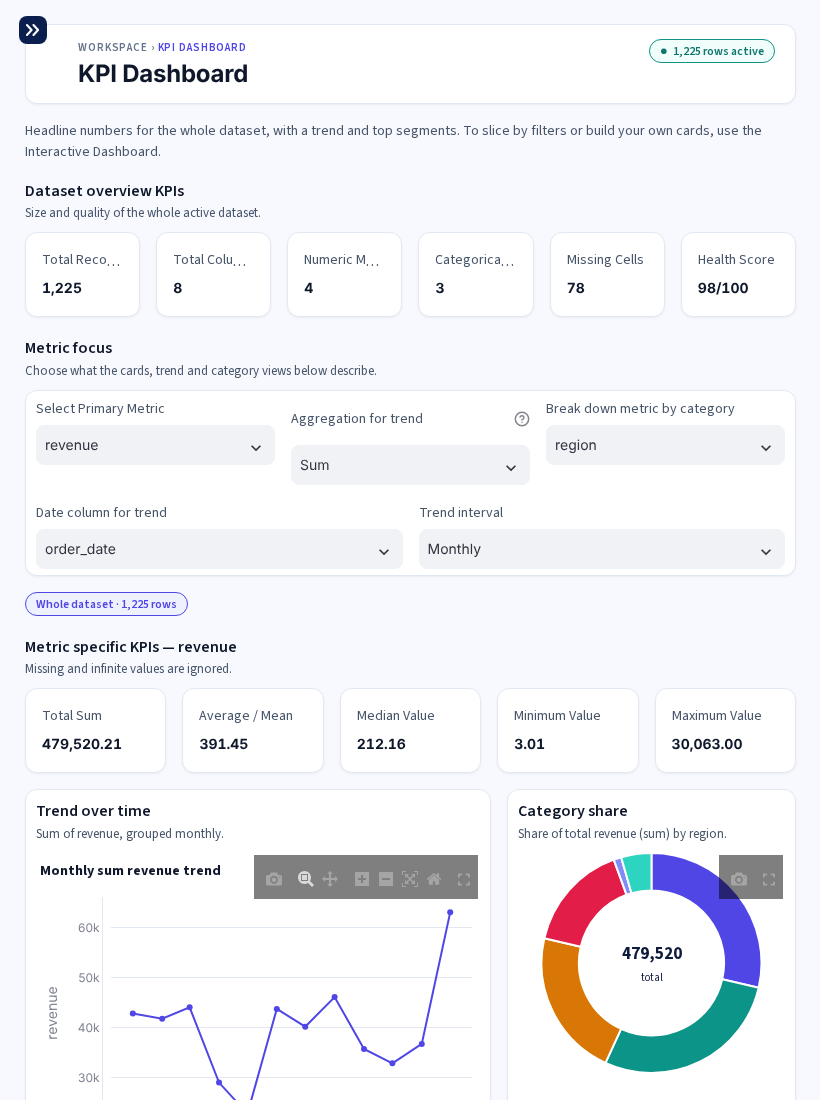 WORKSPACE › KPI DASHBOARD
KPI Dashboard
1,225 rows active
Headline numbers for the whole dataset, with a trend and top segments. To slice by filters or build your own cards, use the
Interactive Dashboard.
Dataset overview KPIs
Size and quality of the whole active dataset.
Total Reco...
1,225
Total Colu...
8
Numeric M...
4
Categorica...
3
Missing Cells
78
Health Score
98/100
Metric focus
Choose what the cards, trend and category views below describe.
Select Primary Metric
revenue
Aggregation for trend
Sum
Break down metric by category
region
Date column for trend
order_date
Trend interval
Monthly
Whole dataset · 1,225 rows
Metric specific KPIs — revenue
Missing and infinite values are ignored.
Total Sum
479,520.21
Average / Mean
391.45
Median Value
212.16
Minimum Value
3.01
Maximum Value
30,063.00
Trend over time
Sum of revenue, grouped monthly.
Monthly sum revenue trend
60k
50k
40k
30k
revenue
Category share
Share of total revenue (sum) by region.
479,520
total